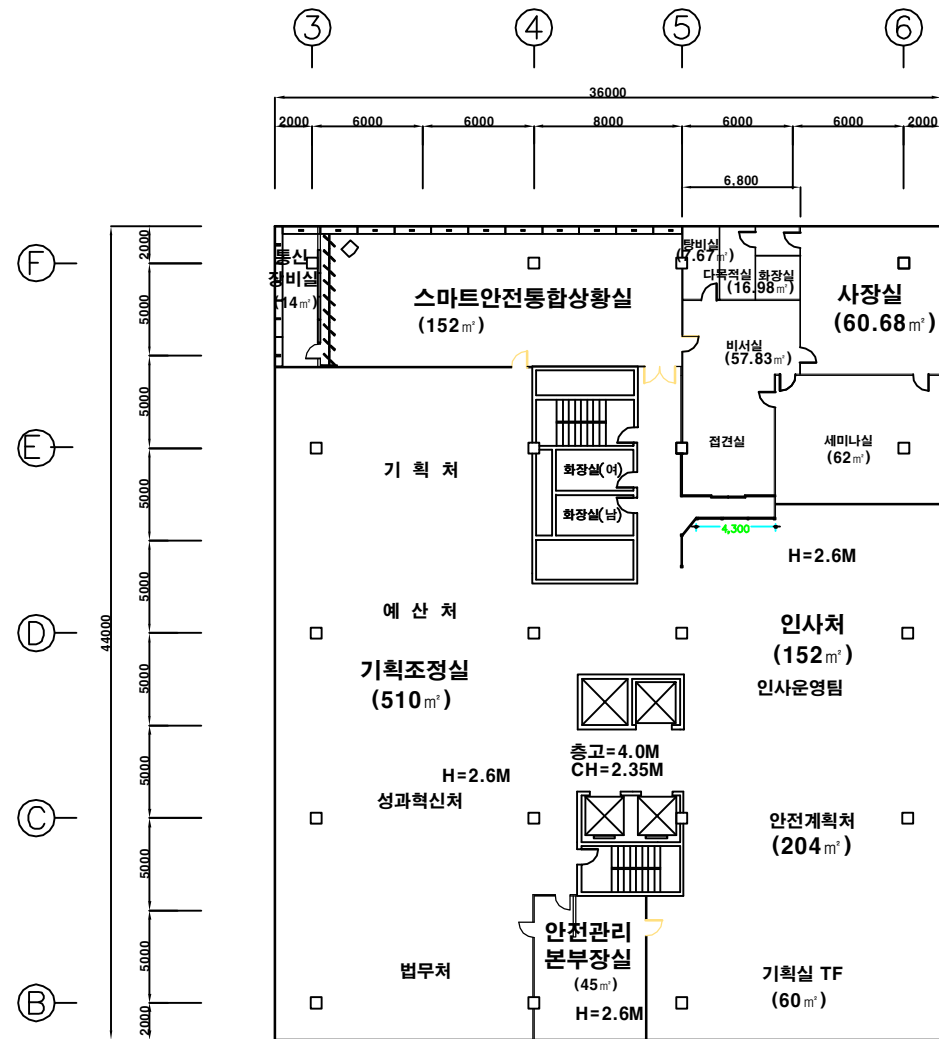 3 4 5 6
36000
2000 6000 6000 8000 6000 6000 2000
6,800
F
E
D
C
B
2000
5000
5000
5000
5000
5000
5000
5000
5000
2000
44000
통신
장비실
(14㎡)
스마트안전통합상황실
(152㎡)
탕비실
(7.67㎡)
다목적실
(16.98㎡)
화장실
사장실
(60.68㎡)
비서실
(57.83㎡)
접견실
세미나실
(62㎡)
기 획 처
화장실(여)
화장실(남)
4,300
H=2.6M
예 산 처
기획조정실
(510㎡)
인사처
(152㎡)
인사운영팀
층고=4.0M
CH=2.35M
H=2.6M
성과혁신처
안전계획처
(204㎡)
안전관리
본부장실
(45㎡)
H=2.6M
법무처
기획실 TF
(60㎡)